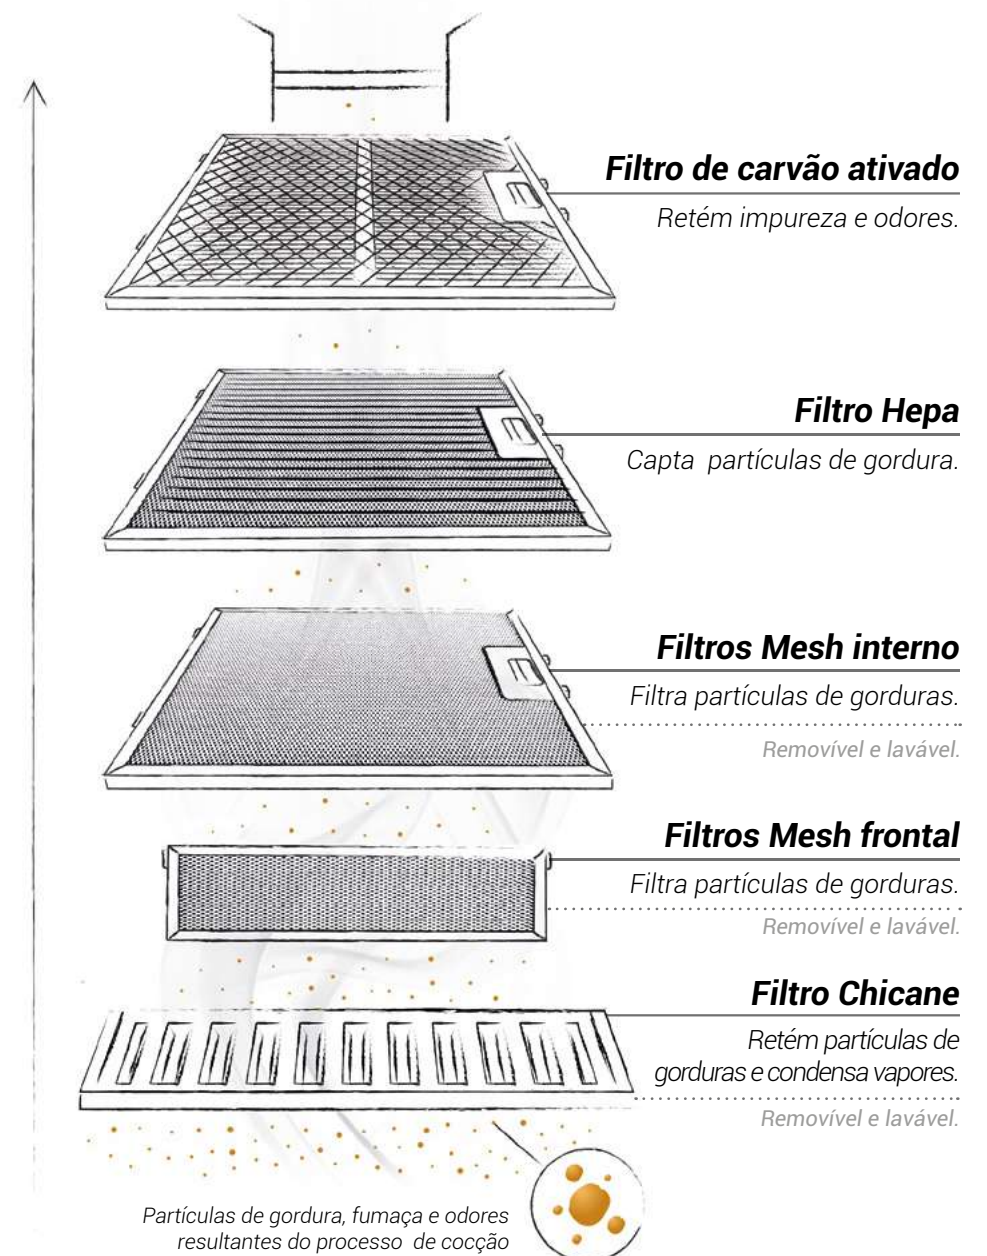 Filtro de carvão ativado
Retém impureza e odores.
Filtro Hepa
Capta partículas de gordura.
Filtros Mesh interno
Filtra partículas de gorduras.
Removível e lavável.
Filtros Mesh frontal
Filtra partículas de gorduras.
Removível e lavável.
Filtro Chicane
Retém partículas de
gorduras e condensa vapores.
Removível e lavável.
Partículas de gordura, fumaça e odores
resultantes do processo de cocção